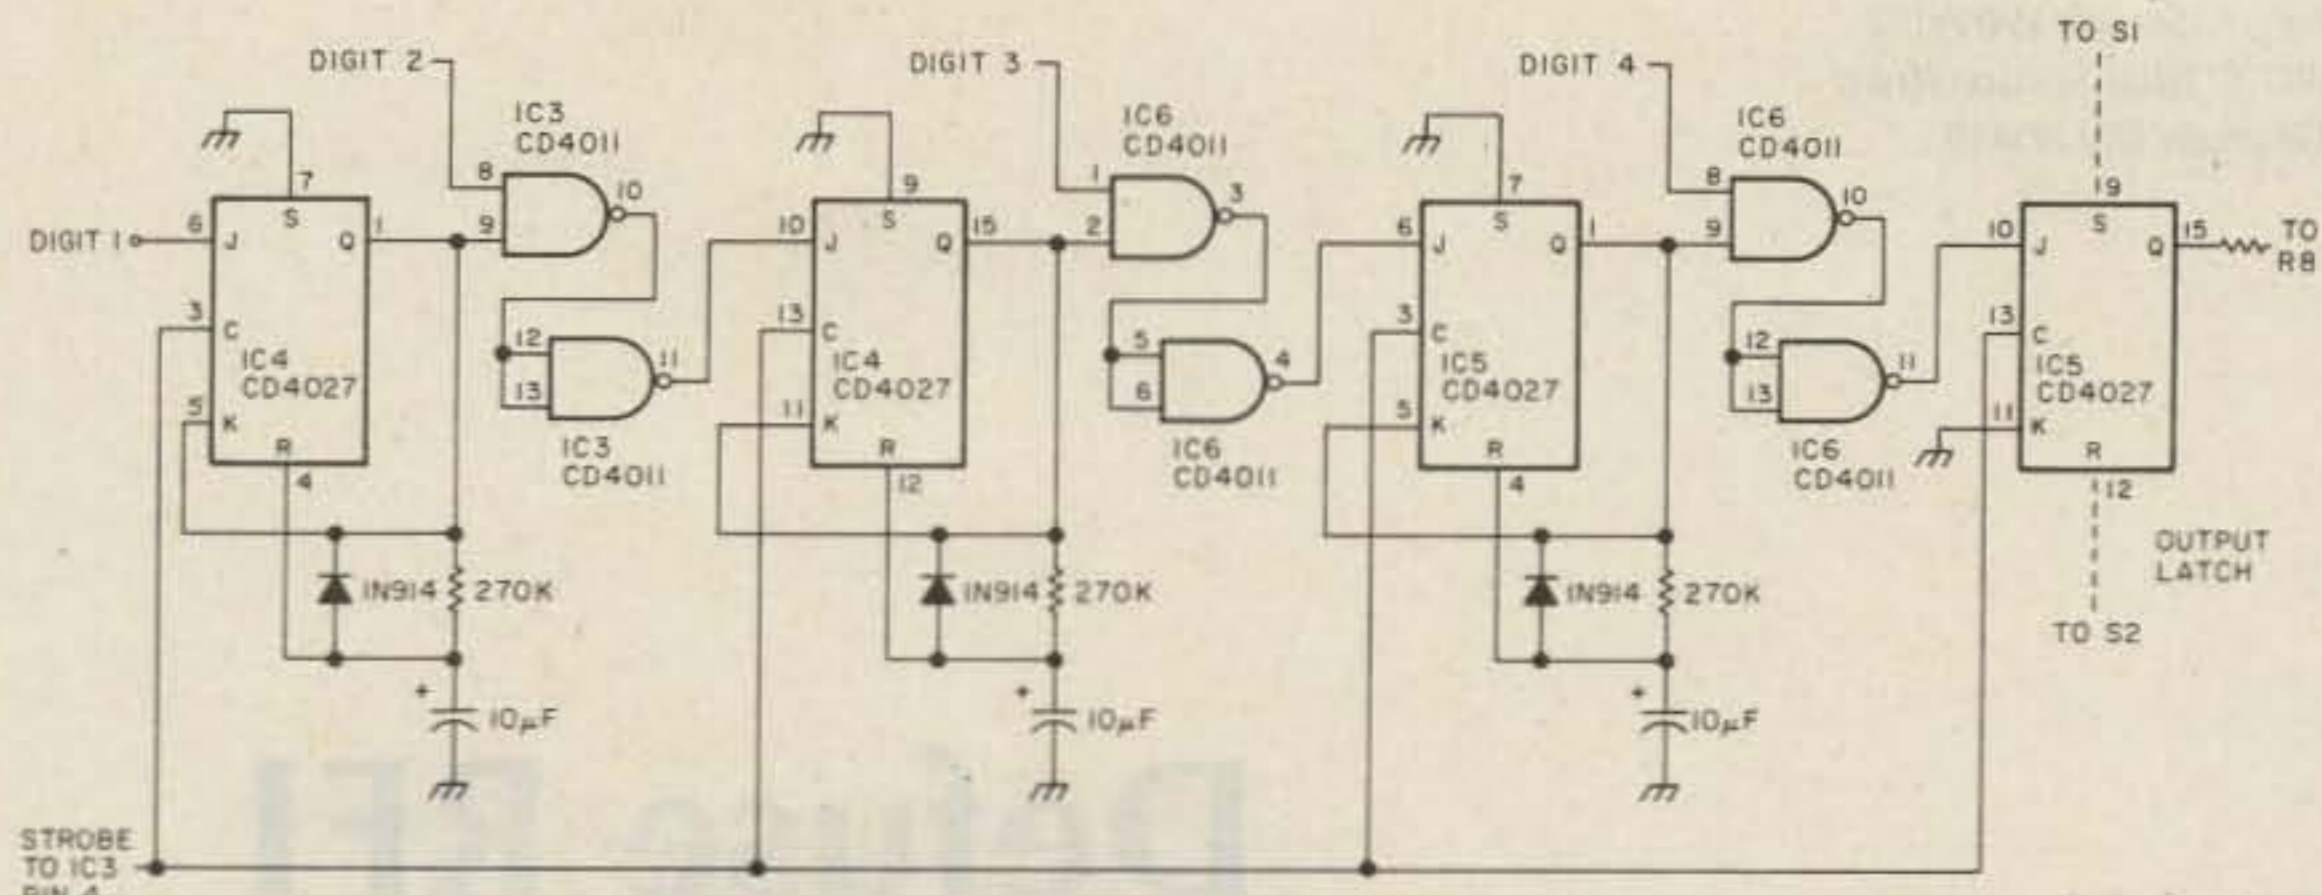 TO S1
DIGIT 2
DIGIT 3
DIGIT 4
IC3
CD4011
IC6
CD4011
IC6
CD4011
7
8
10
9
1
3
7
8
10
9
DIGIT 1
6
J
S
Q
1
9
10
J
S
Q
15
2
6
J
S
Q
1
9
10
J
S
Q
15
TO
R8
3
C
IC4
CD4027
12
13
11
13
C
IC4
CD4027
5
6
4
3
C
IC5
CD4027
12
13
11
13
C
IC5
CD4027
5
K
R
4
IC3
CD4011
11
K
R
12
IC6
CD4011
5
K
R
4
IC6
CD4011
11
K
R
12
OUTPUT
LATCH
1N914
270K
1N914
270K
1N914
270K
TO S2
+
10µF
+
10µF
+
10µF
STROBE
TO IC3
PIN 4